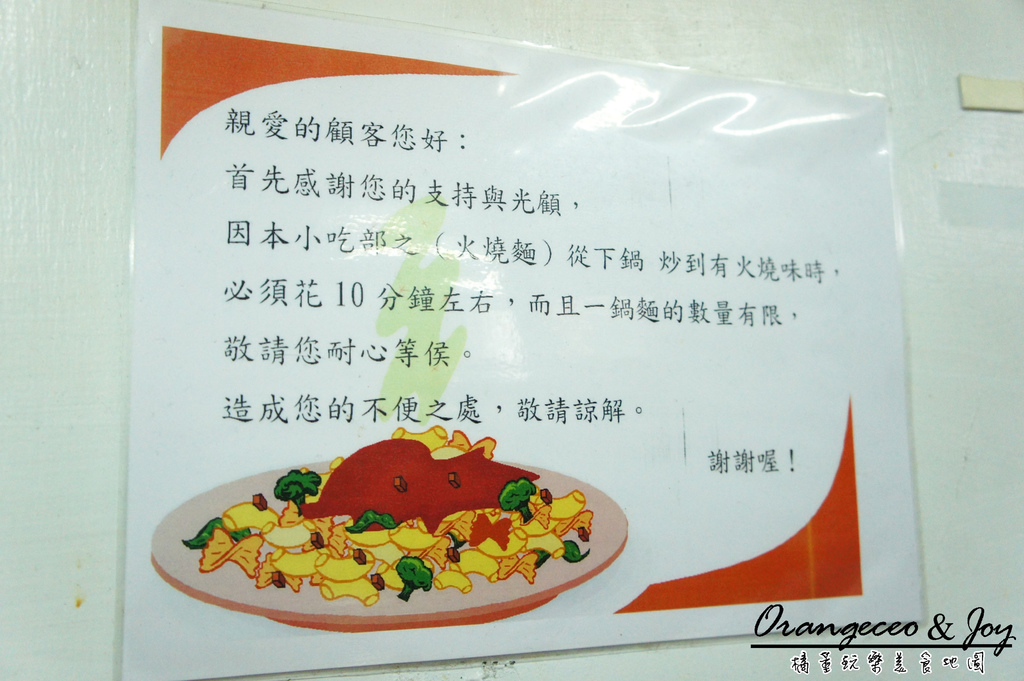 親愛的顧客您好：
首先感謝您的支持與光顧，
因本小吃部之（火燒麵）從下鍋 炒到有火燒味時，
必須花 10 分鐘左右，而且一鍋麵的數量有限，
敬請您耐心等侯。
造成您的不便之處，敬請諒解。
謝謝喔！
Orangeceo & Joy
橘量玩樂美食地圖